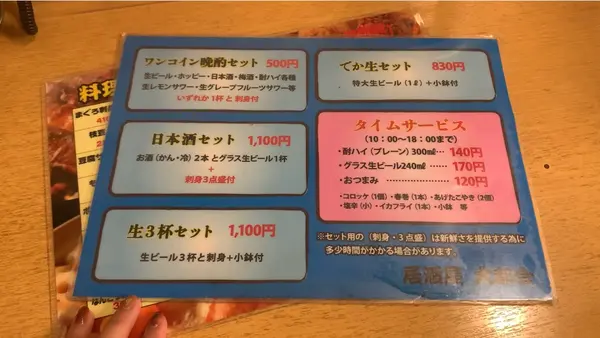 ワンコイン晩酌セット 500円
生ビール・ホッピー・日本酒・梅酒・酎ハイ各種
生レモンサワー・生グレープフルーツサワー等
いずれか1杯と刺身付
日本酒セット 1,100円
お酒(かん・冷)2本とグラス生ビール1杯
+
刺身3点盛付
生3杯セット 1,100円
生ビール3杯と刺身+小鉢付
でか生セット 830円
特大生ビール(1ℓ)+小鉢付
タイムサービス
(10:00~18:00まで)
・酎ハイ(プレーン)300㎖… 140円
・グラス生ビール240㎖…… 170円
・おつまみ…………… 120円
・コロッケ(1個)・春巻(1本)・あげたこやき(2個)
・塩辛(小)・イカフライ(1本)・小鉢 等
※セット用の(刺身・3点盛)は新鮮さを提供する為に
多少時間がかかる場合があります。
居酒屋
料理
まぐろ刺
枝豆
豆腐サ